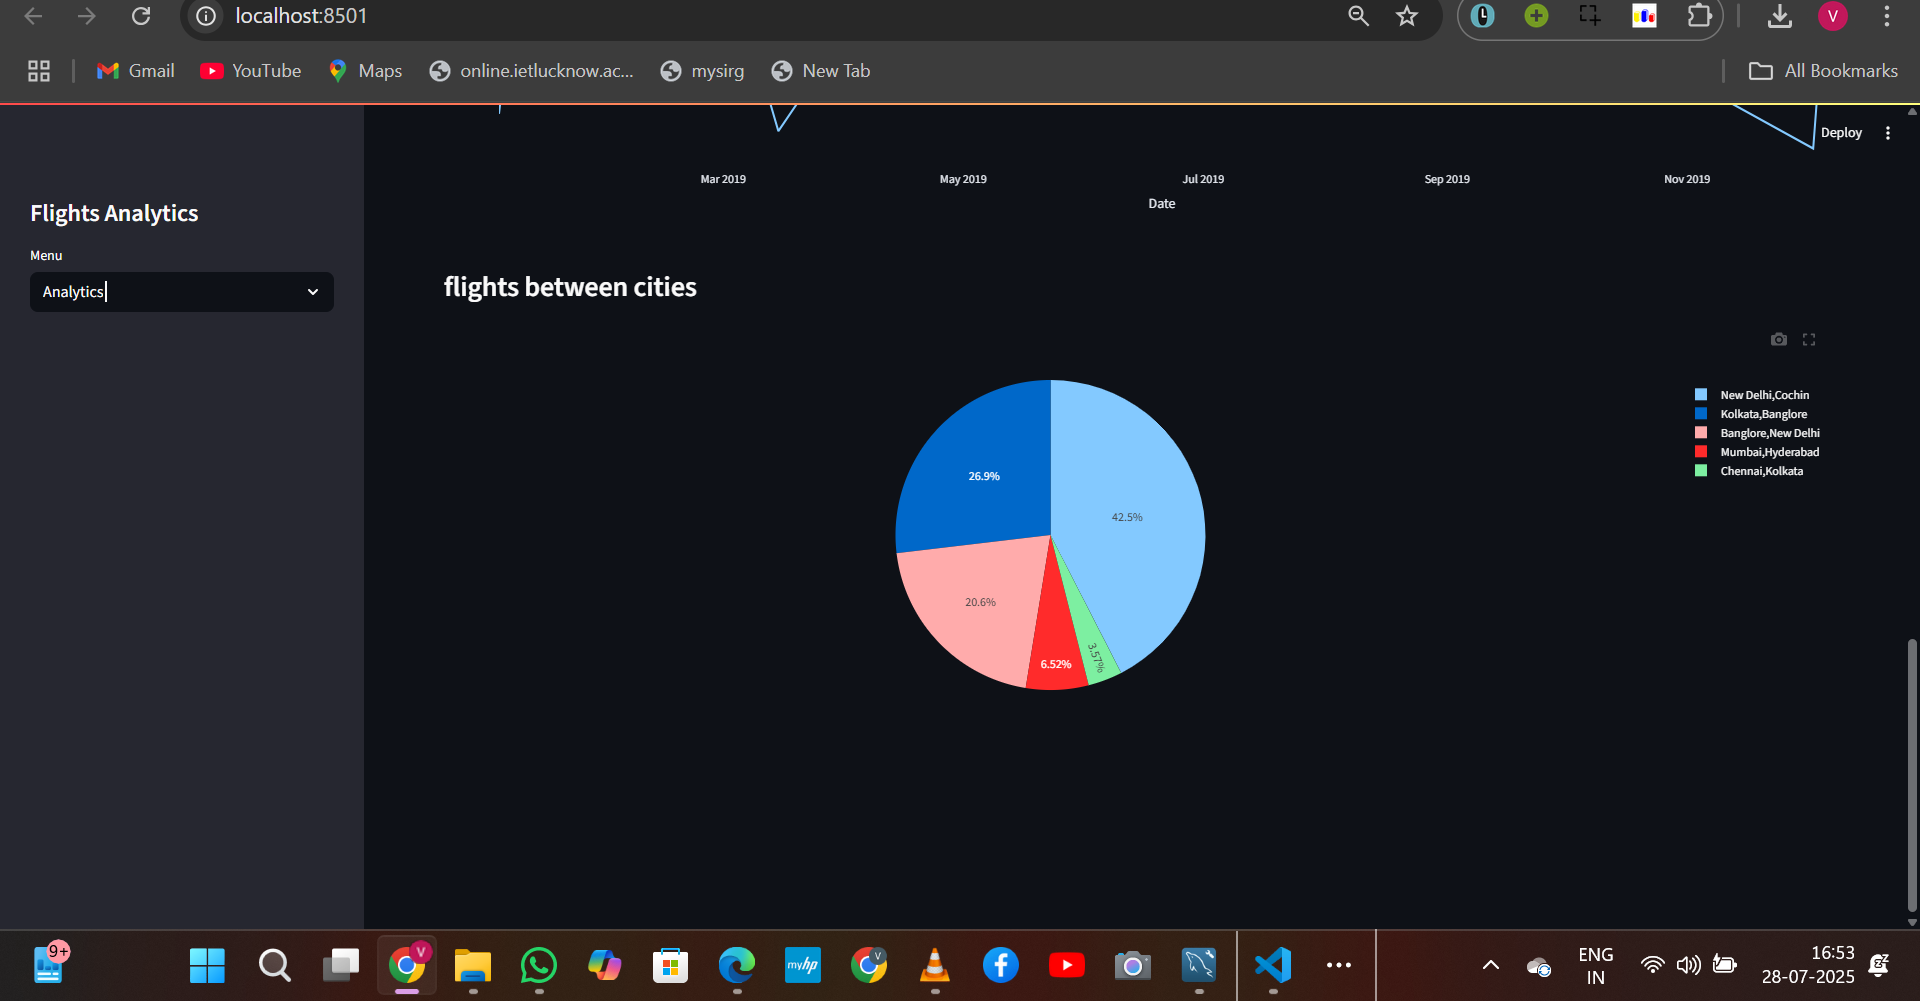 localhost:8501
V
Gmail
YouTube
Maps
online.ietlucknow.ac...
mysirg
New Tab
All Bookmarks
Deploy
Mar 2019
May 2019
Jul 2019
Sep 2019
Nov 2019
Date
Flights Analytics
Menu
Analytics
flights between cities
New Delhi,Cochin
Kolkata,Banglore
Banglore,New Delhi
Mumbai,Hyderabad
Chennai,Kolkata
26.9%
42.5%
20.6%
6.52%
3.57%
9+
V
myhp
V
ENG
IN
16:53
28-07-2025